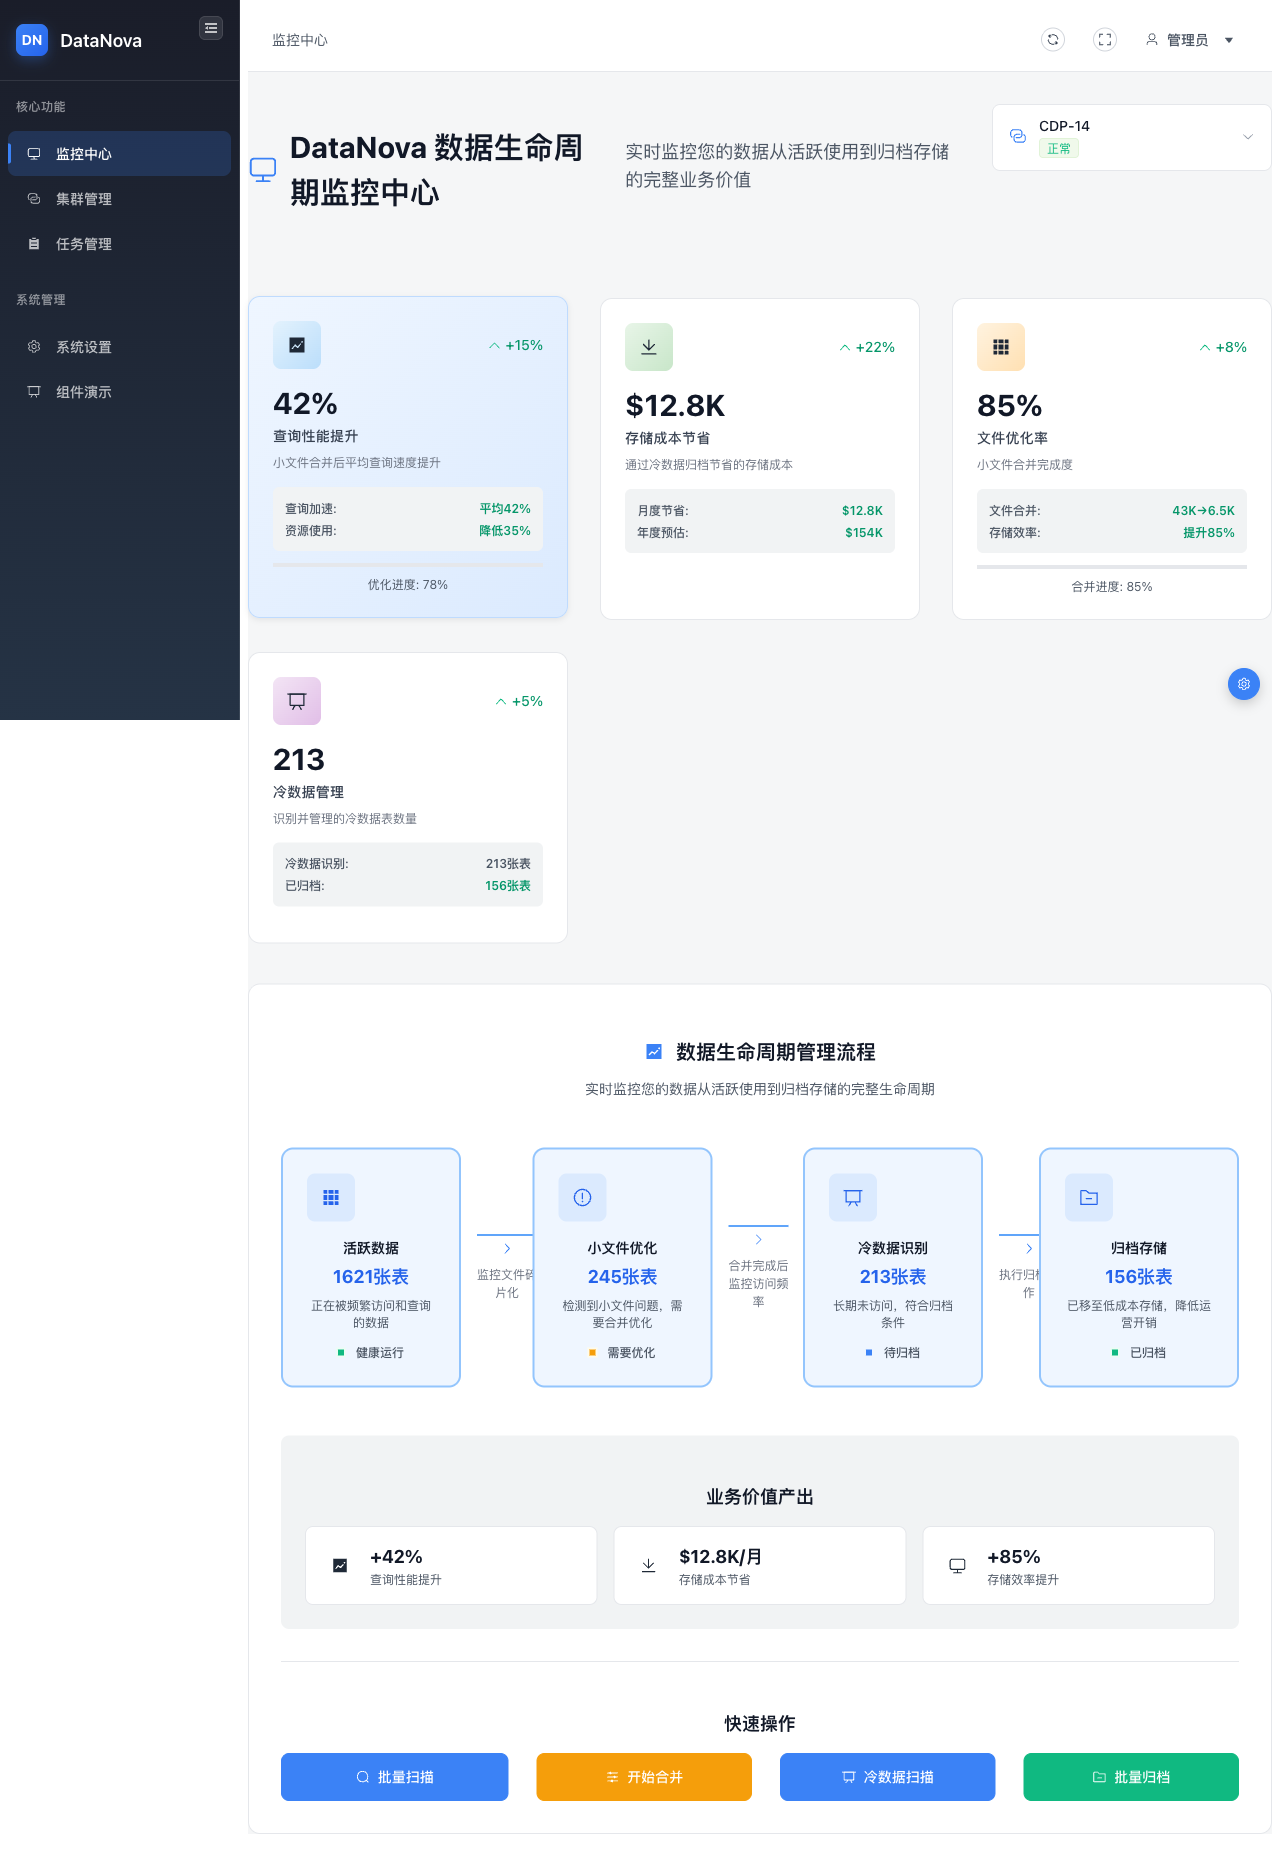 DN DataNova
核心功能
监控中心
集群管理
任务管理
系统管理
系统设置
组件演示
监控中心
管理员
DataNova 数据生命周
期监控中心
实时监控您的数据从活跃使用到归档存储
的完整业务价值
CDP-14
正常
+15%
42%
查询性能提升
小文件合并后平均查询速度提升
查询加速: 平均42%
资源使用: 降低35%
优化进度: 78%
+22%
$12.8K
存储成本节省
通过冷数据归档节省的存储成本
月度节省: $12.8K
年度预估: $154K
+8%
85%
文件优化率
小文件合并完成度
文件合并: 43K→6.5K
存储效率: 提升85%
合并进度: 85%
+5%
213
冷数据管理
识别并管理的冷数据表数量
冷数据识别: 213张表
已归档: 156张表
数据生命周期管理流程
实时监控您的数据从活跃使用到归档存储的完整生命周期
活跃数据
1621张表
正在被频繁访问和查询
的数据
健康运行
监控文件碎
片化
小文件优化
245张表
检测到小文件问题，需
要合并优化
需要优化
合并完成后
监控访问频
率
冷数据识别
213张表
长期未访问，符合归档
条件
待归档
执行归
作
归档存储
156张表
已移至低成本存储，降低运
营开销
已归档
业务价值产出
+42%
查询性能提升
$12.8K/月
存储成本节省
+85%
存储效率提升
快速操作
批量扫描
开始合并
冷数据扫描
批量归档